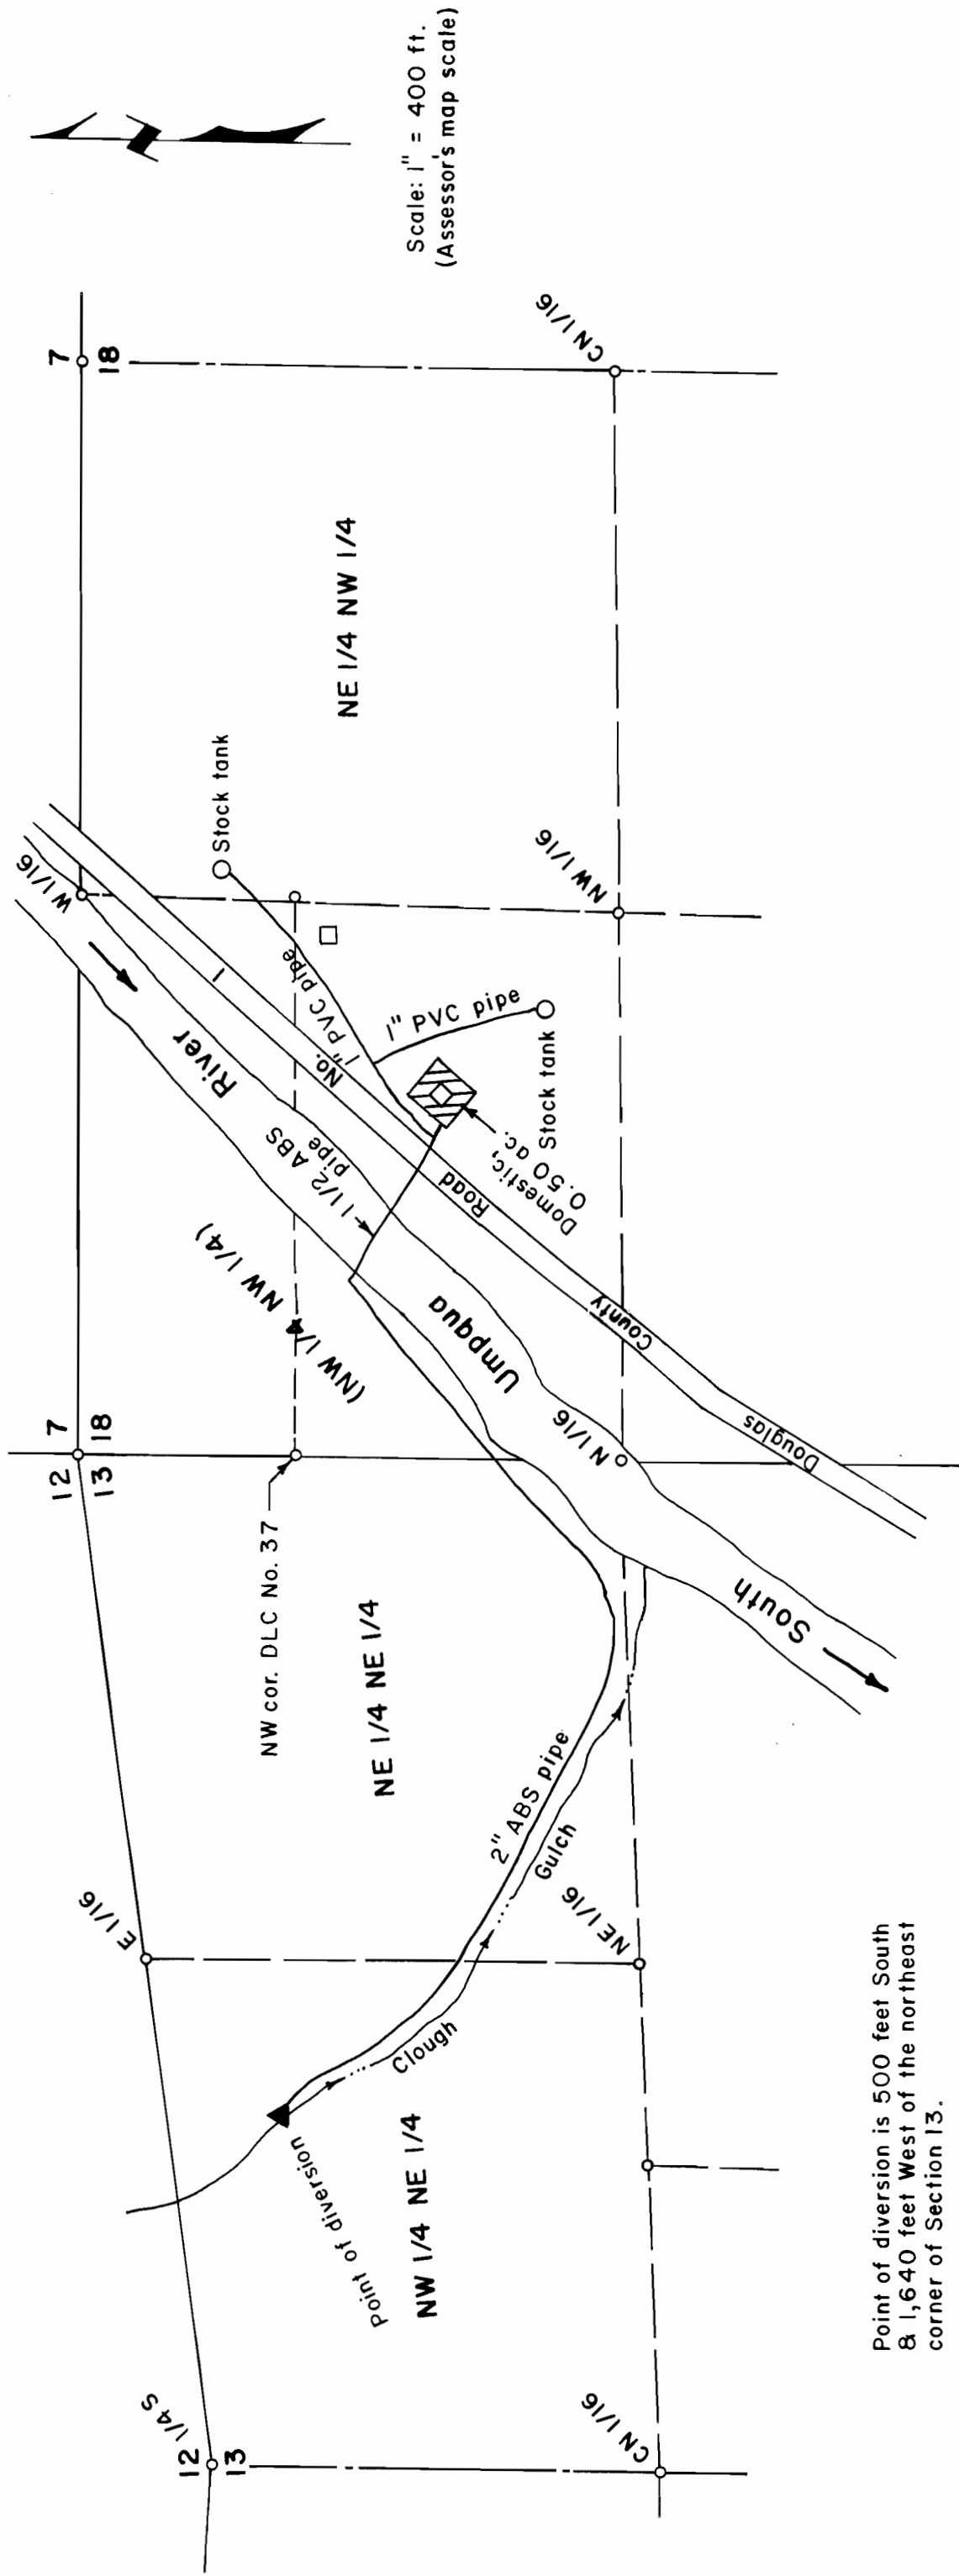 Scale: 1" = 400 ft.
(Assessor's map scale)
12 1/4 S
13
E 1/16
12 7
13 18
W 1/16
7
18
CN 1/16
NE 1/16
N 1/16
NW 1/16
CN 1/16
NW 1/4 NE 1/4
NE 1/4 NE 1/4
(NW 1/4 NW 1/4)
NE 1/4 NW 1/4
NW cor. DLC No. 37
Point of diversion
Clough
Gulch
2" ABS pipe
1 1/2 ABS
pipe
1" PVC pipe
1" PVC pipe
Stock tank
Stock tank
Domestic,
0.50 ac.
South
Umpqua
River
Douglas
County
Road
No.
1
Point of diversion is 500 feet South
& 1,640 feet West of the northeast
corner of Section 13.